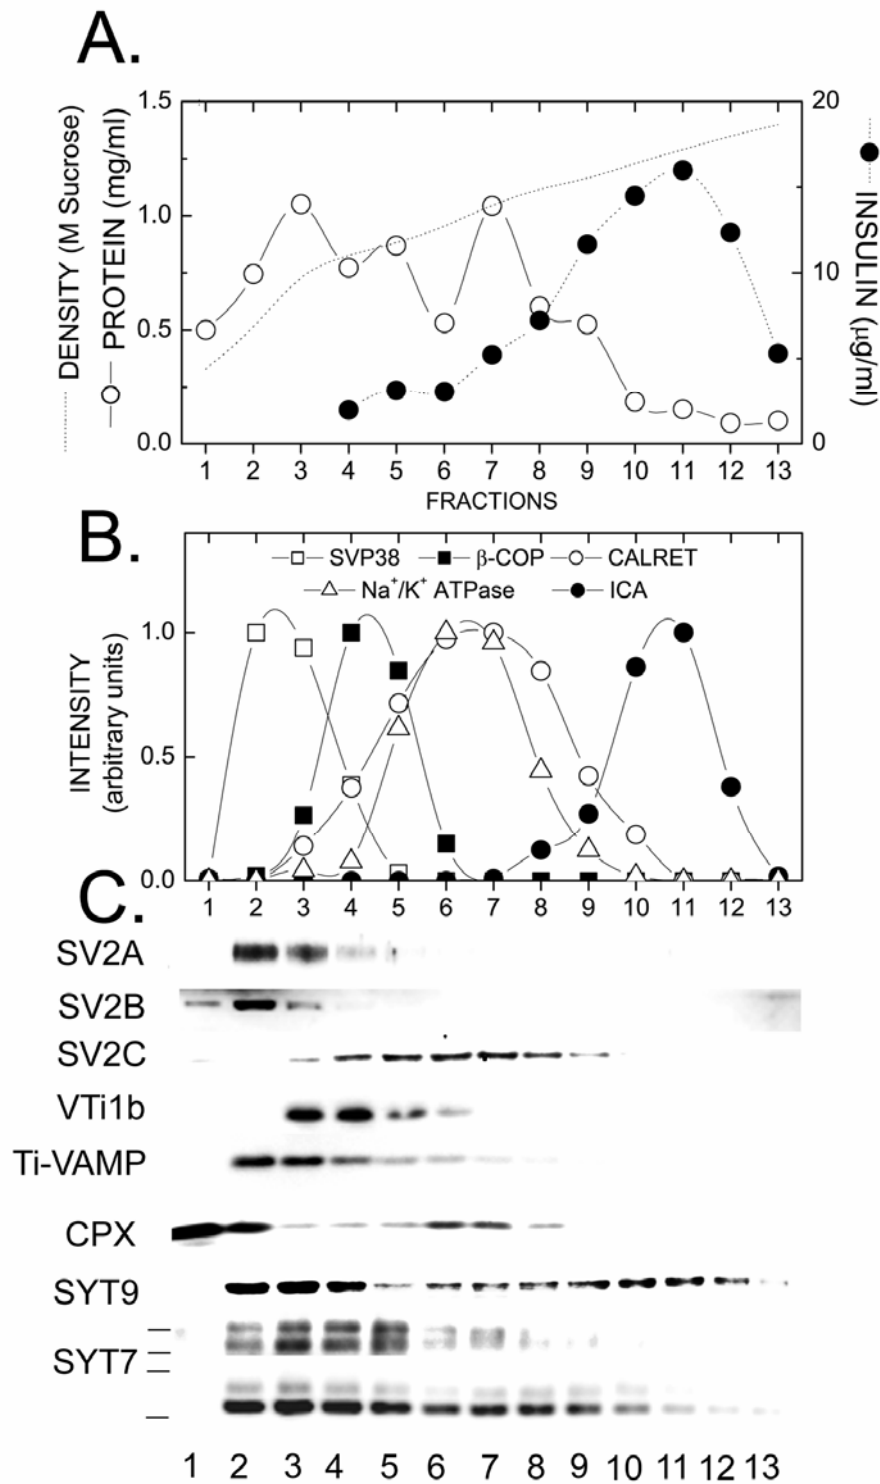 A.
DENSITY (M Sucrose)
PROTEIN (mg/ml)
INSULIN (µg/ml)
1.5
1.0
0.5
0.0
20
10
0
1 2 3 4 5 6 7 8 9 10 11 12 13
FRACTIONS
B.
SVP38 β-COP CALRET
Na⁺/K⁺ ATPase ICA
INTENSITY
(arbitrary units)
1.0
0.5
0.0
1 2 3 4 5 6 7 8 9 10 11 12 13
C.
SV2A
SV2B
SV2C
VTi1b
Ti-VAMP
CPX
SYT9
SYT7
1 2 3 4 5 6 7 8 9 10 11 12 13